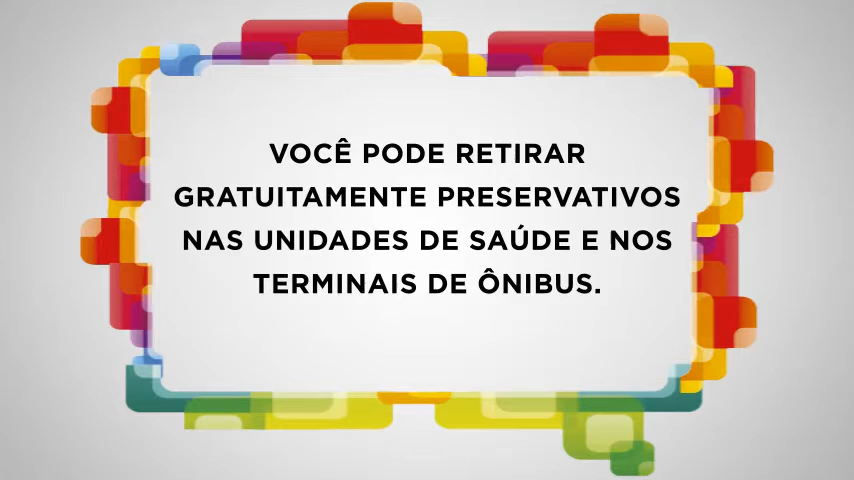 VOCÊ PODE RETIRAR
GRATUITAMENTE PRESERVATIVOS
NAS UNIDADES DE SAÚDE E NOS
TERMINAIS DE ÔNIBUS.